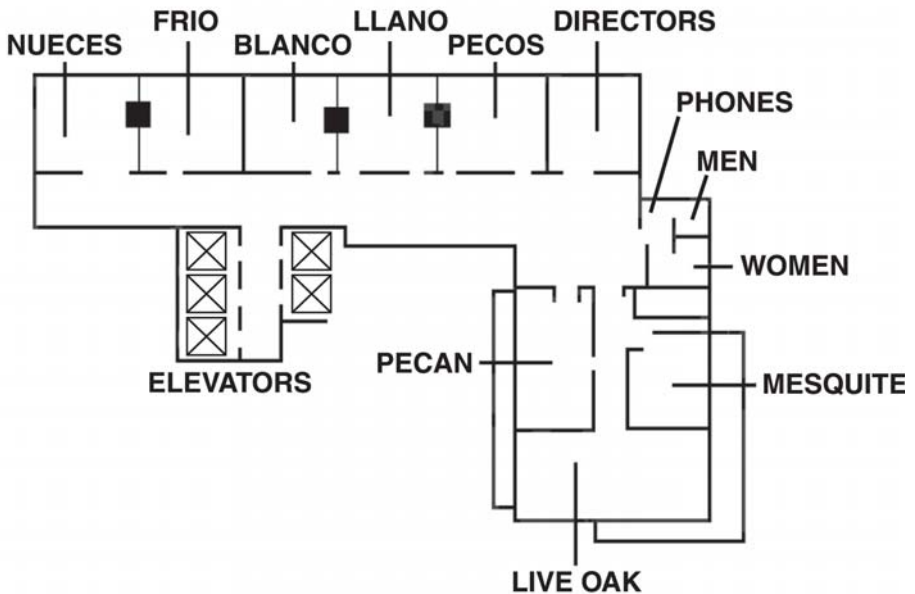 FRIO
LLANO
DIRECTORS
NUECES
BLANCO
PECOS
PHONES
MEN
WOMEN
PECAN
ELEVATORS
MESQUITE
LIVE OAK